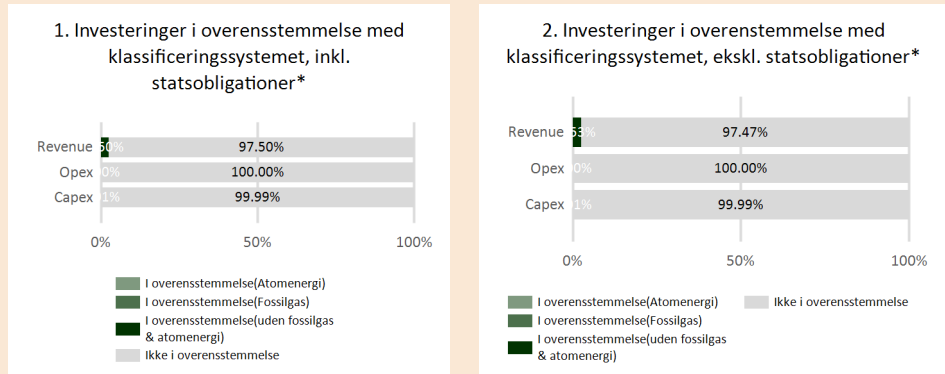 1. Investeringer i overensstemmelse med
klassificeringssystemet, inkl.
statsobligationer*
Revenue 50% 97.50%
Opex 0% 100.00%
Capex 1% 99.99%
0% 50% 100%
I overensstemmelse(Atomenergi)
I overensstemmelse(Fossilgas)
I overensstemmelse(uden fossilgas
& atomenergi)
Ikke i overensstemmelse
2. Investeringer i overenstemmelse med
klassificeringssystemet, ekskl. statsobligationer*
Revenue 53% 97.47%
Opex 0% 100.00%
Capex 1% 99.99%
0% 50% 100%
I overensstemmelse(Atomenergi)
Ikke i overensstemmelse
I overensstemmelse(Fossilgas)
I overensstemmelse(uden fossilgas
& atomenergi)